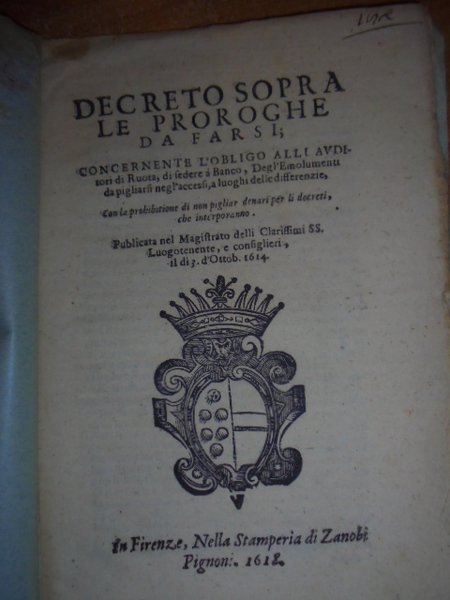 DECRETO SOPRA
LE PROROGHE
DA FARSI;
CONCERNENTE L'OBLIGO ALLI AVDI
tori di Ruota, di sedere à Banco, Degl'Emolumenti
da pigliarsi negl'accessi, a luoghi delle differenzie,
Con la prohibitione di non pigliar denari per li decreti,
che interporanno.
Publicata nel Magistrato delli Clarissimi SS.
Luogotenente, e consiglieri,
il di 3. d'Ottob. 1614.
In Firenze, Nella Stamperia di Zanobi
Pignoni. 1618.